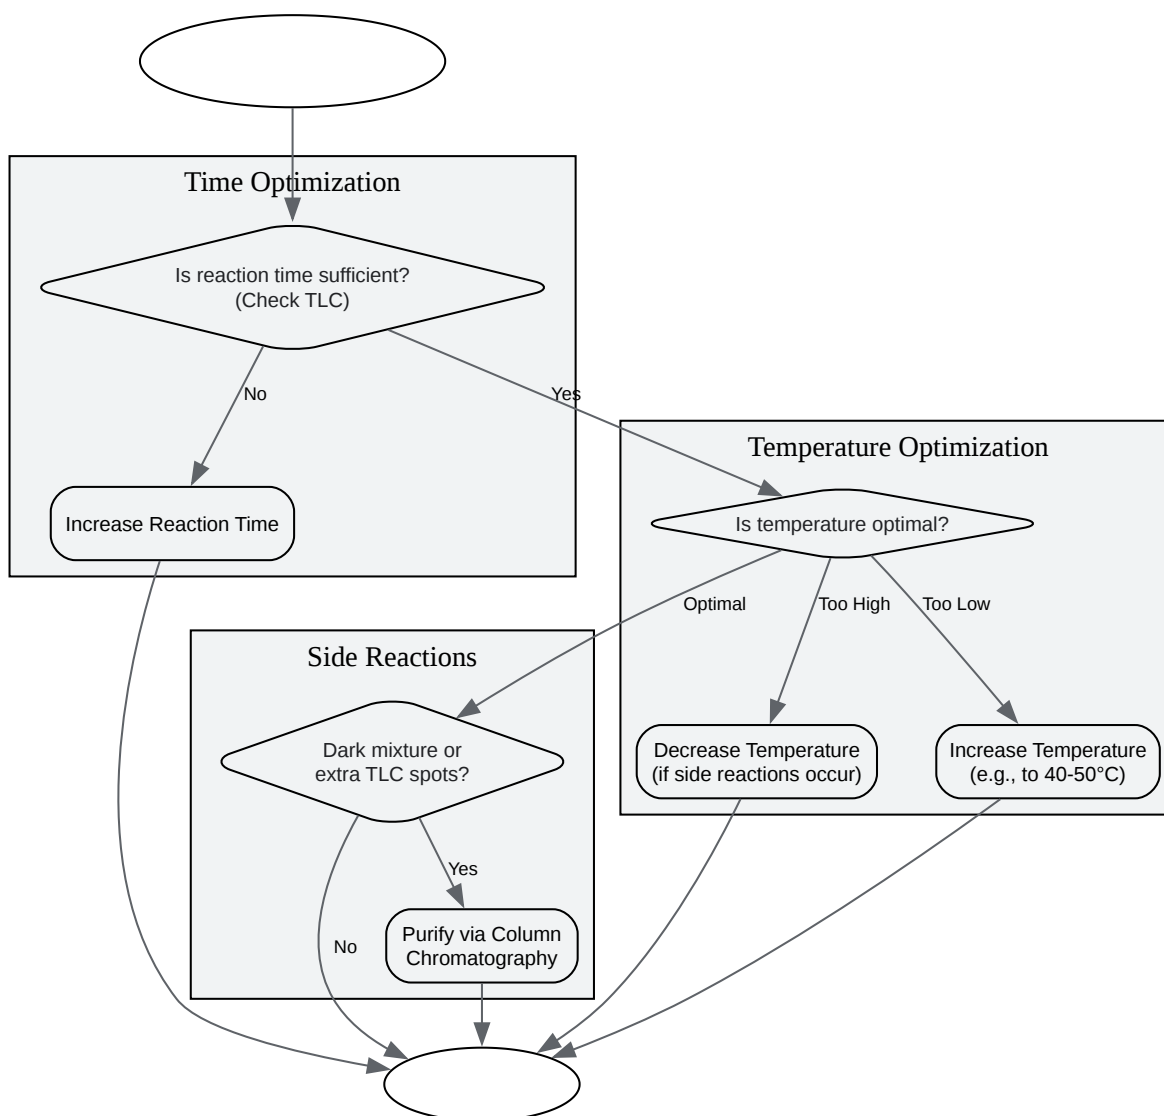 Time Optimization
Is reaction time sufficient?
(Check TLC)
No
Yes
Increase Reaction Time
Temperature Optimization
Is temperature optimal?
Optimal
Too High
Too Low
Decrease Temperature
(if side reactions occur)
Increase Temperature
(e.g., to 40-50°C)
Side Reactions
Dark mixture or
extra TLC spots?
Yes
No
Purify via Column
Chromatography